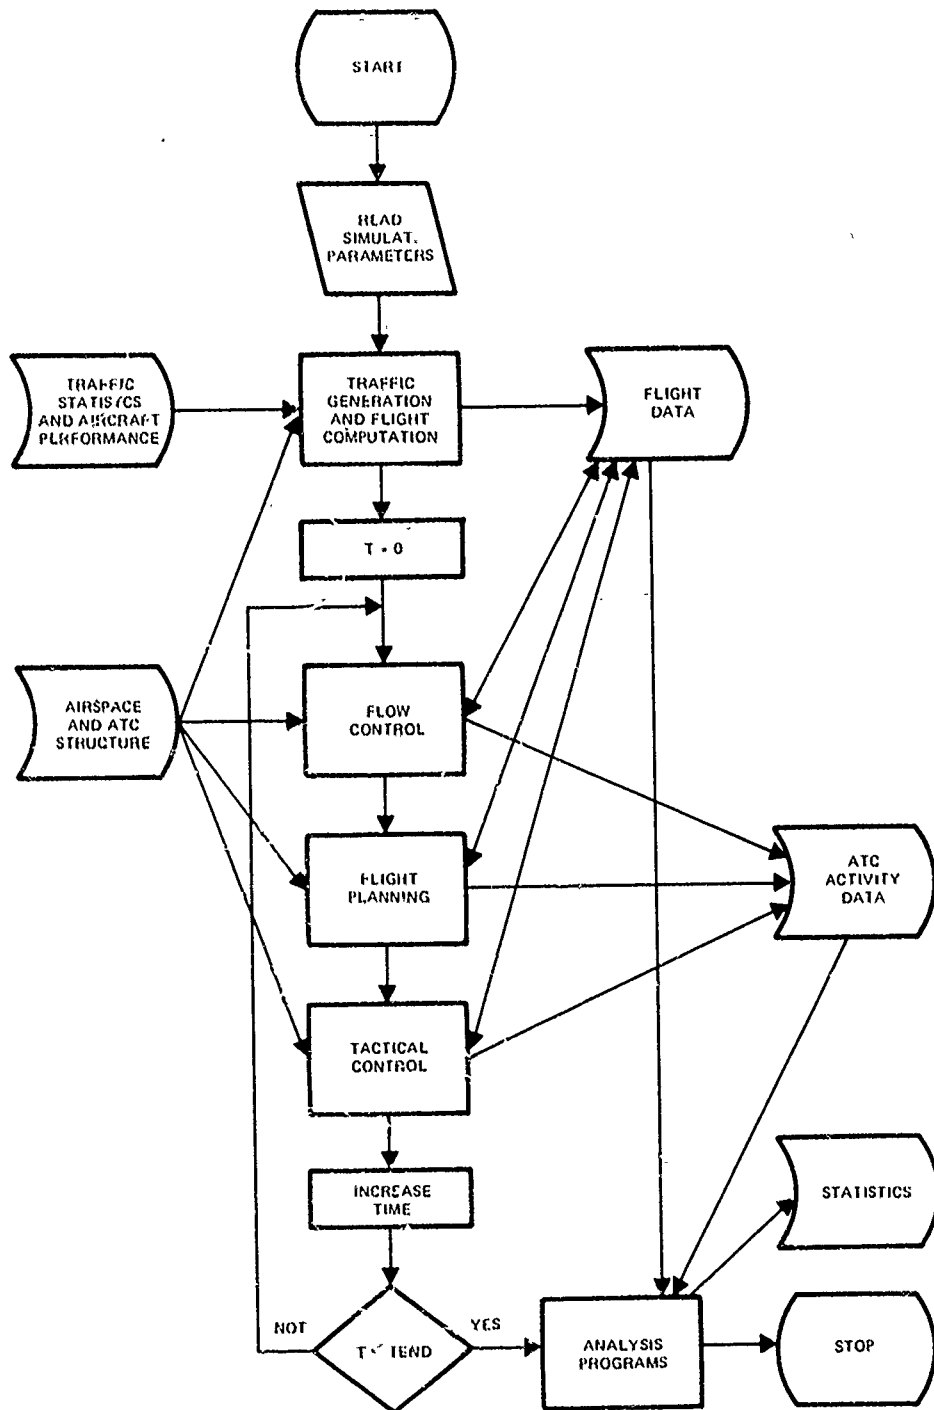 START
READ
SIMULAT.
PARAMETERS
TRAFFIC
STATISTICS
AND AIRCRAFT
PERFORMANCE
TRAFFIC
GENERATION
AND FLIGHT
COMPUTATION
FLIGHT
DATA
T = 0
AIRSPACE
AND ATC
STRUCTURE
FLOW
CONTROL
FLIGHT
PLANNING
ATC
ACTIVITY
DATA
TACTICAL
CONTROL
INCREASE
TIME
STATISTICS
NOT
T TEND
YES
ANALYSIS
PROGRAMS
STOP